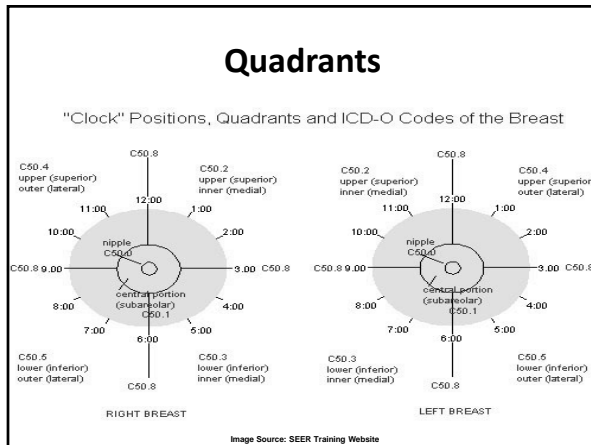 Quadrants
"Clock" Positions, Quadrants and ICD-O Codes of the Breast
C50.8
C50.4
upper (superior)
outer (lateral)
C50.2
upper (superior)
inner (medial)
12:00
11:00
1:00
10:00
2:00
nipple
C50.0
C50.8 9.00
3.00 C50.8
central portion
(subareolar)
C50.1
8:00
4:00
7:00
5:00
6:00
C50.5
lower (inferior)
outer (lateral)
C50.3
lower (inferior)
inner (medial)
C50.8
RIGHT BREAST
C50.8
C50.2
upper (superior)
inner (medial)
C50.4
upper (superior)
outer (lateral)
12:00
11:00
1:00
10:00
2:00
nipple
C50.0
C50.8 9.00
3.00 C50.8
central portion
(subareolar)
C50.1
8:00
4:00
7:00
5:00
6:00
C50.3
lower (inferior)
inner (medial)
C50.5
lower (inferior)
outer (lateral)
C50.8
LEFT BREAST
Image Source: SEER Training Website